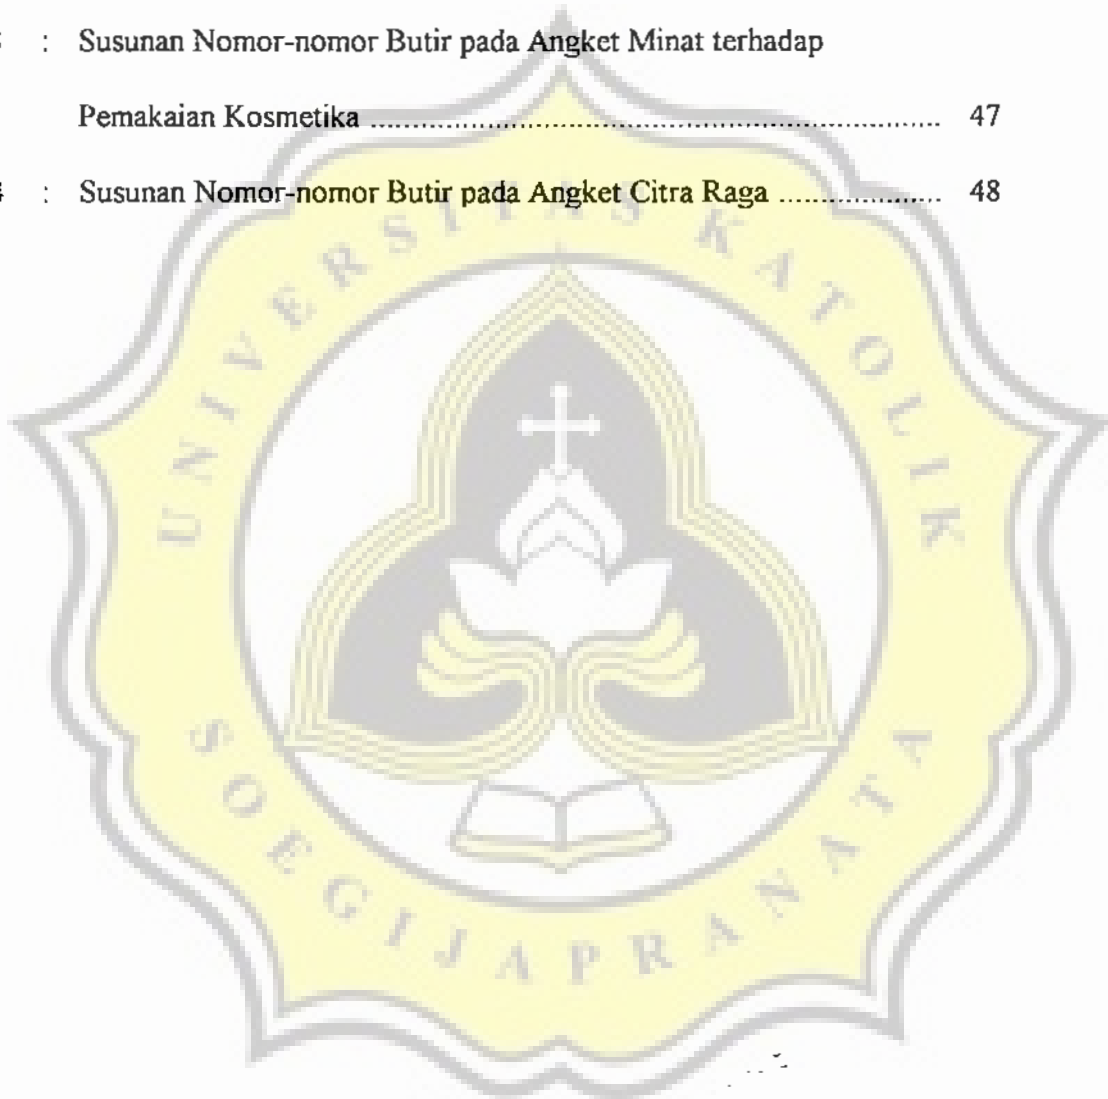 : Susunan Nomor-nomor Butir pada Angket Minat terhadap
Pemakaian Kosmetika ................................................................ 47
: Susunan Nomor-nomor Butir pada Angket Citra Raga .................... 48
UNIVERSITAS KATOLIK
SOEGIJAPRANATA